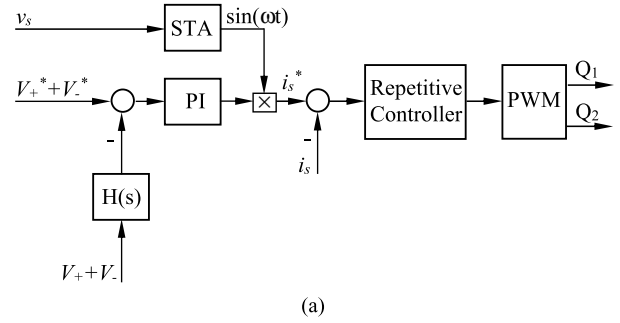 v_s
STA
sin(ωt)
V_+^*+V_-^*
PI
×
i_s^*
Repetitive
Controller
PWM
Q_1
Q_2
-
-
i_s
H(s)
V_++V_-
(a)